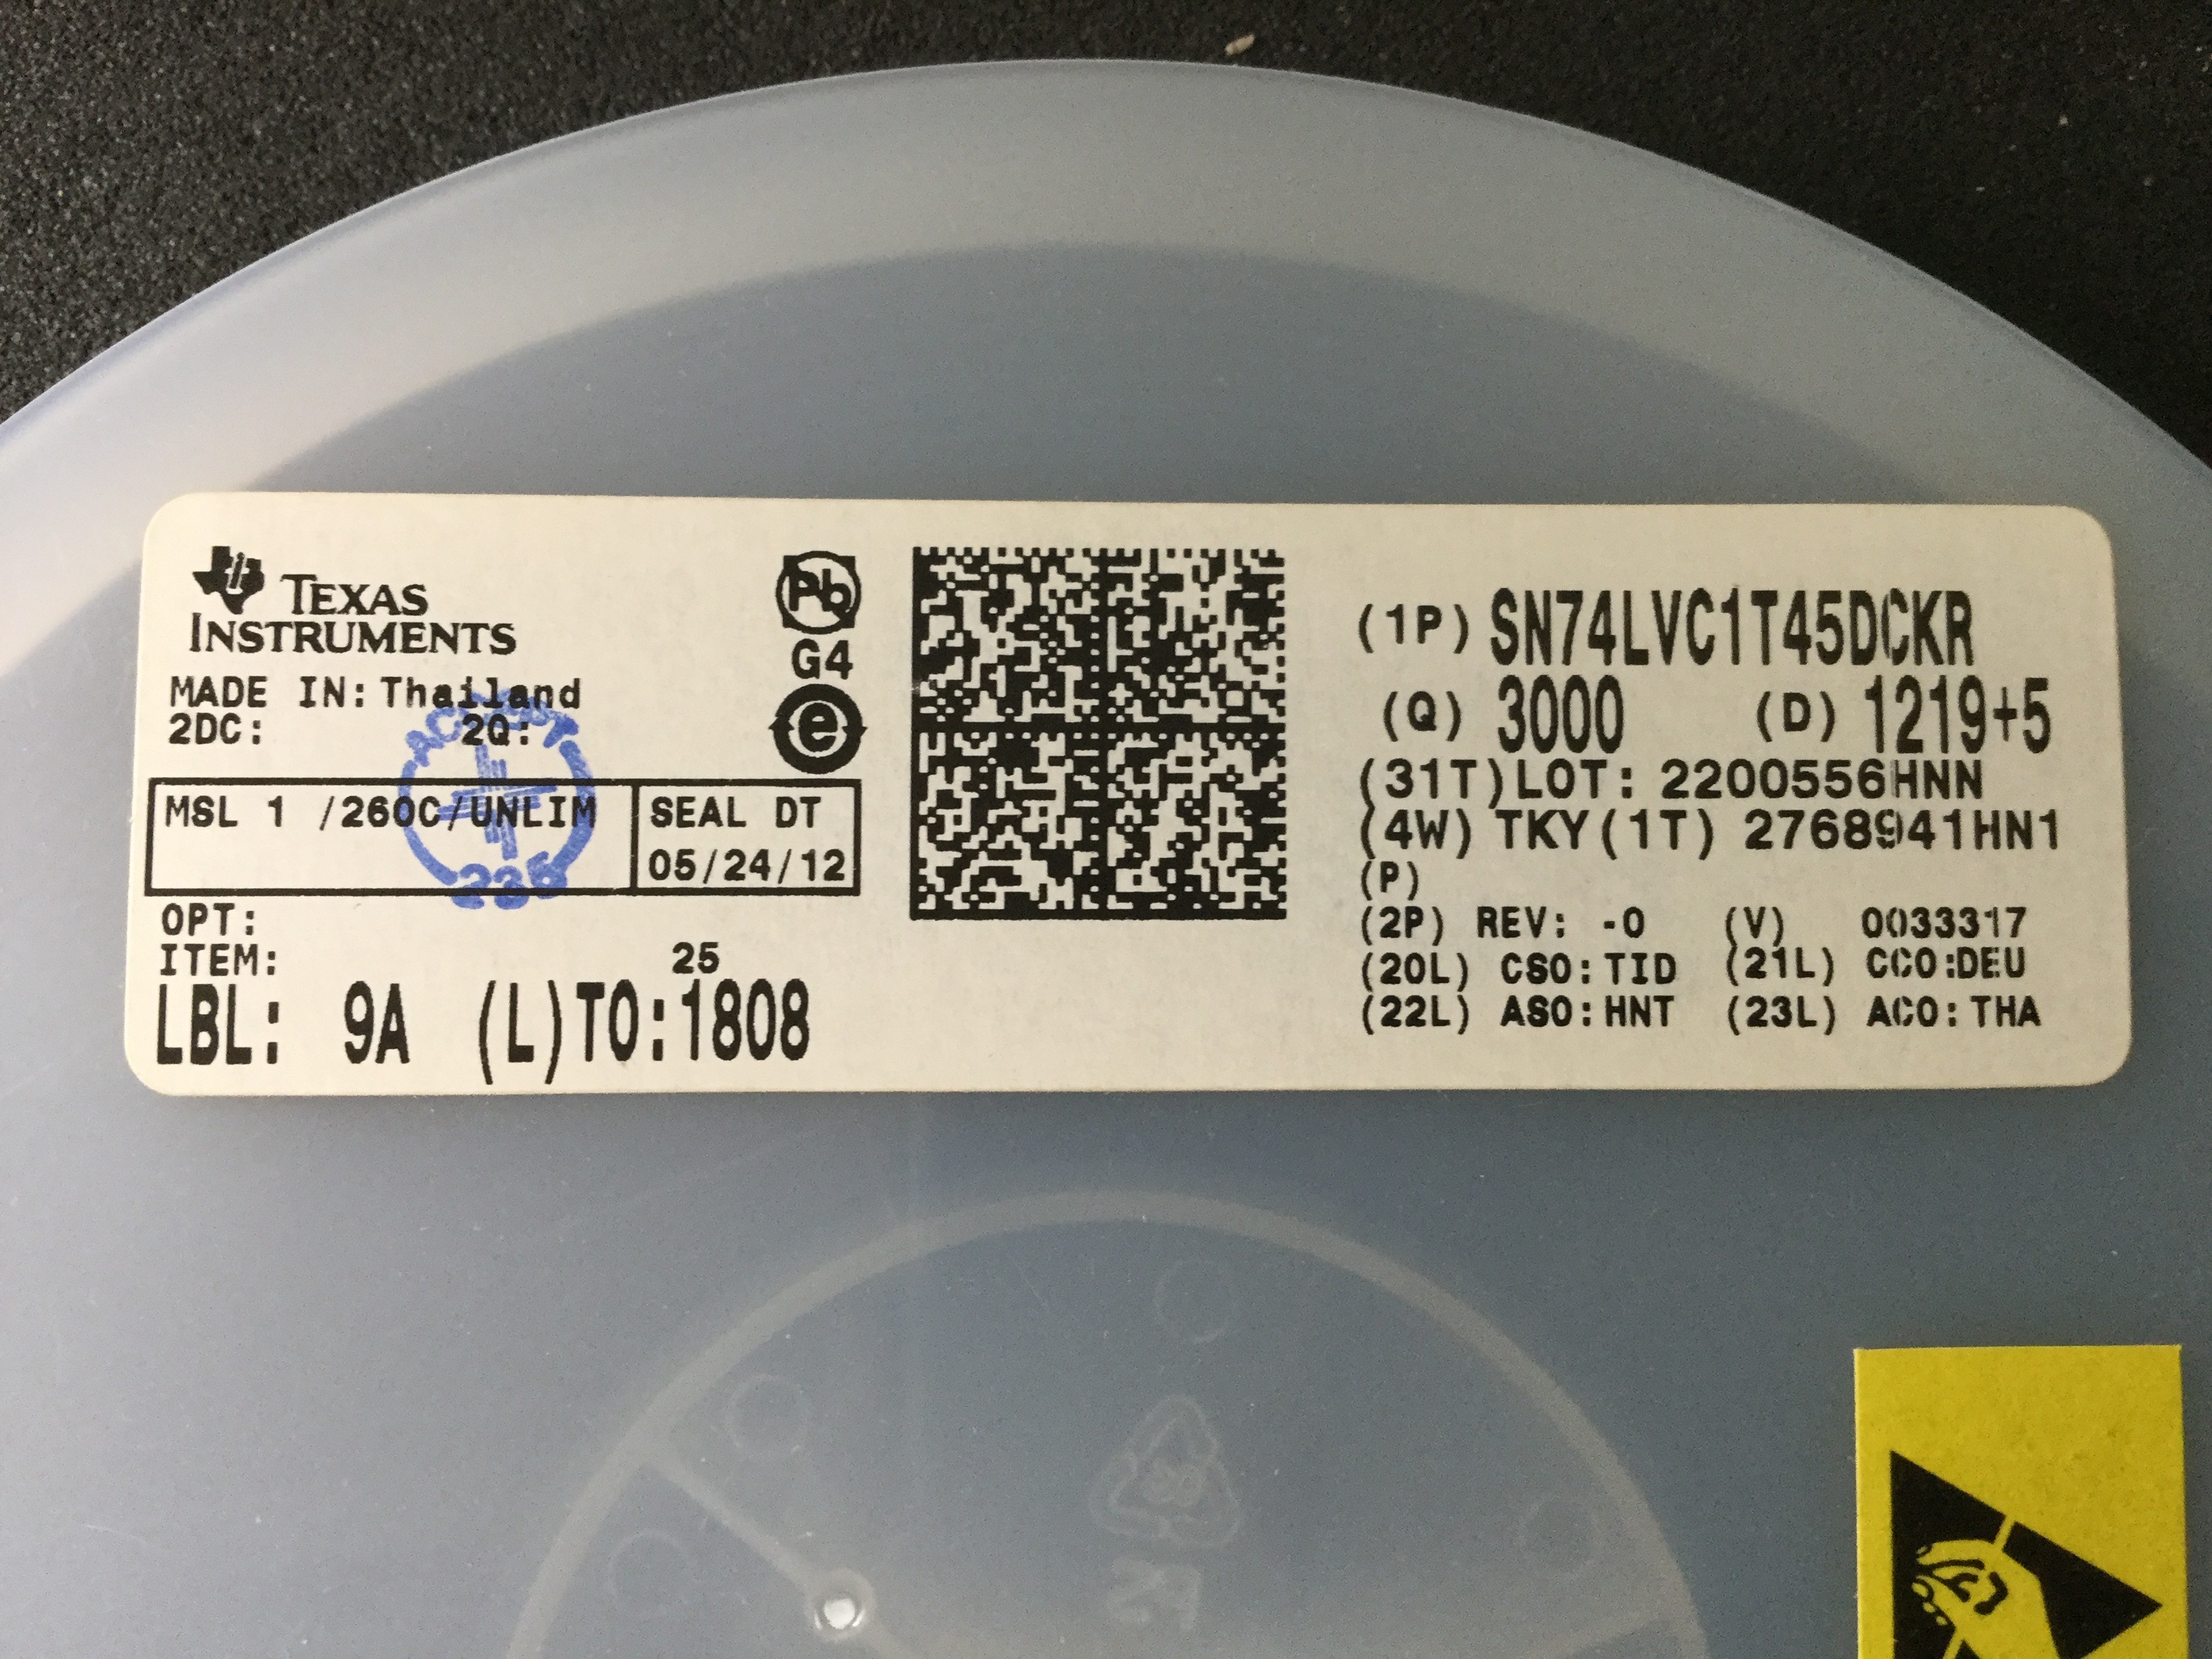 TEXAS
INSTRUMENTS
MADE IN: Thailand
2DC: 2Q:
MSL 1 /260C/UNLIM
SEAL DT
05/24/12
OPT:
ITEM:
25
LBL: 9A (L)TO:1808
Pb
G4
e
235
(1P) SN74LVC1T45DCKR
(Q) 3000 (D) 1219+5
(31T)LOT: 2200556HNN
(4W) TKY(1T) 2768941HN1
(P)
(2P) REV: -0 (V) 0033317
(20L) CSO:TID (21L) CCO:DEU
(22L) ASO:HNT (23L) ACO:THA